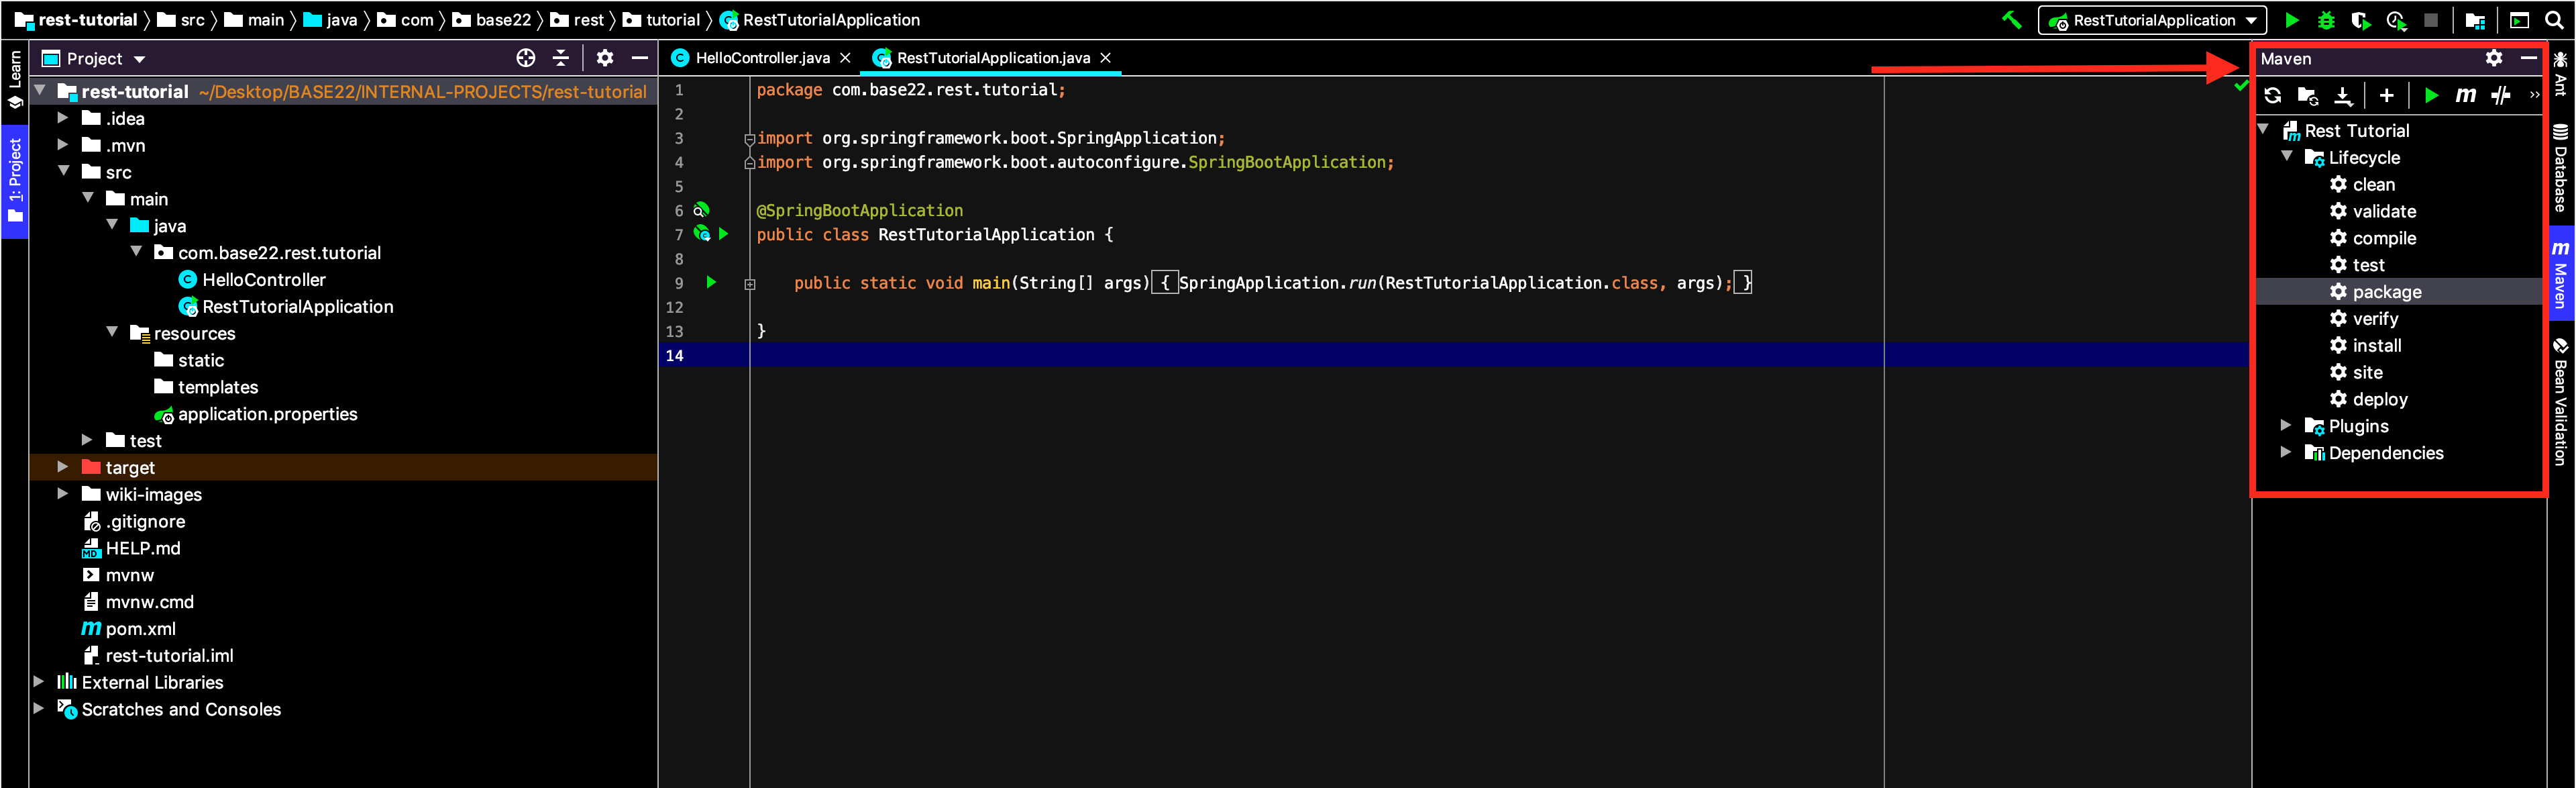 rest-tutorial src main java com base22 rest tutorial RestTutorialApplication
RestTutorialApplication
Learn
1: Project
Project
rest-tutorial ~/Desktop/BASE22/INTERNAL-PROJECTS/rest-tutorial
.idea
.mvn
src
main
java
com.base22.rest.tutorial
HelloController
RestTutorialApplication
resources
static
templates
application.properties
test
target
wiki-images
.gitignore
HELP.md
mvnw
mvnw.cmd
pom.xml
rest-tutorial.iml
External Libraries
Scratches and Consoles
HelloController.java RestTutorialApplication.java
1 package com.base22.rest.tutorial;
2
3 import org.springframework.boot.SpringApplication;
4 import org.springframework.boot.autoconfigure.SpringBootApplication;
5
6 @SpringBootApplication
7 public class RestTutorialApplication {
8
9 public static void main(String[] args) { SpringApplication.run(RestTutorialApplication.class, args); }
12
13 }
14
Maven
Rest Tutorial
Lifecycle
clean
validate
compile
test
package
verify
install
site
deploy
Plugins
Dependencies
Ant
Database
Maven
Bean Validation